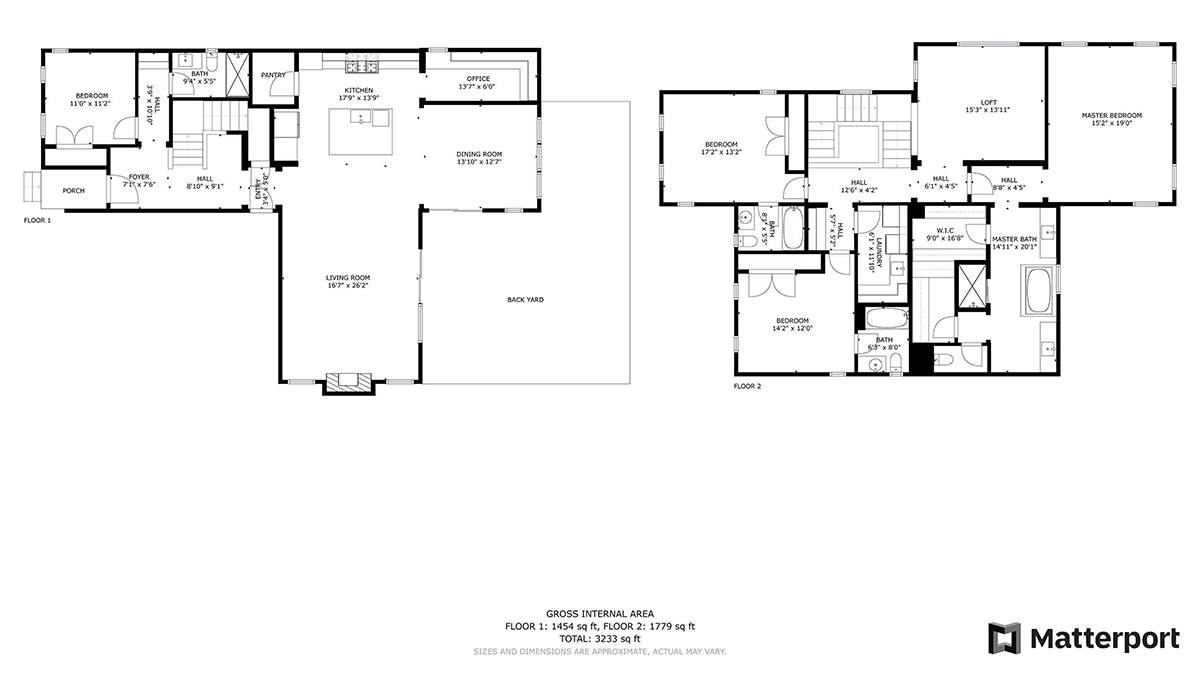 BEDROOM
11'0" x 11'2"
3'9" x 10'10"
HALL
BATH
9'4" x 5'5"
PANTRY
KITCHEN
17'9" x 13'9"
OFFICE
13'7" x 6'0"
DINING ROOM
13'10" x 12'7"
PORCH
FOYER
7'1" x 7'6"
HALL
8'10" x 9'1"
ENTRY
3'4" x 5'0"
FLOOR 1
LIVING ROOM
16'7" x 26'2"
BACK YARD
BEDROOM
17'2" x 13'2"
LOFT
15'3" x 13'11"
MASTER BEDROOM
15'2" x 19'0"
HALL
12'6" x 4'2"
HALL
6'1" x 4'5"
HALL
8'8" x 4'5"
BATH
8'1" x 5'5"
HALL
5'7" x 5'2"
LAUNDRY
6'1" x 11'10"
W.I.C
9'0" x 16'8"
MASTER BATH
14'11" x 20'1"
BEDROOM
14'2" x 12'0"
BATH
6'3" x 8'0"
FLOOR 2
GROSS INTERNAL AREA
FLOOR 1: 1454 sq ft, FLOOR 2: 1779 sq ft
TOTAL: 3233 sq ft
SIZES AND DIMENSIONS ARE APPROXIMATE, ACTUAL MAY VARY.
Matterport